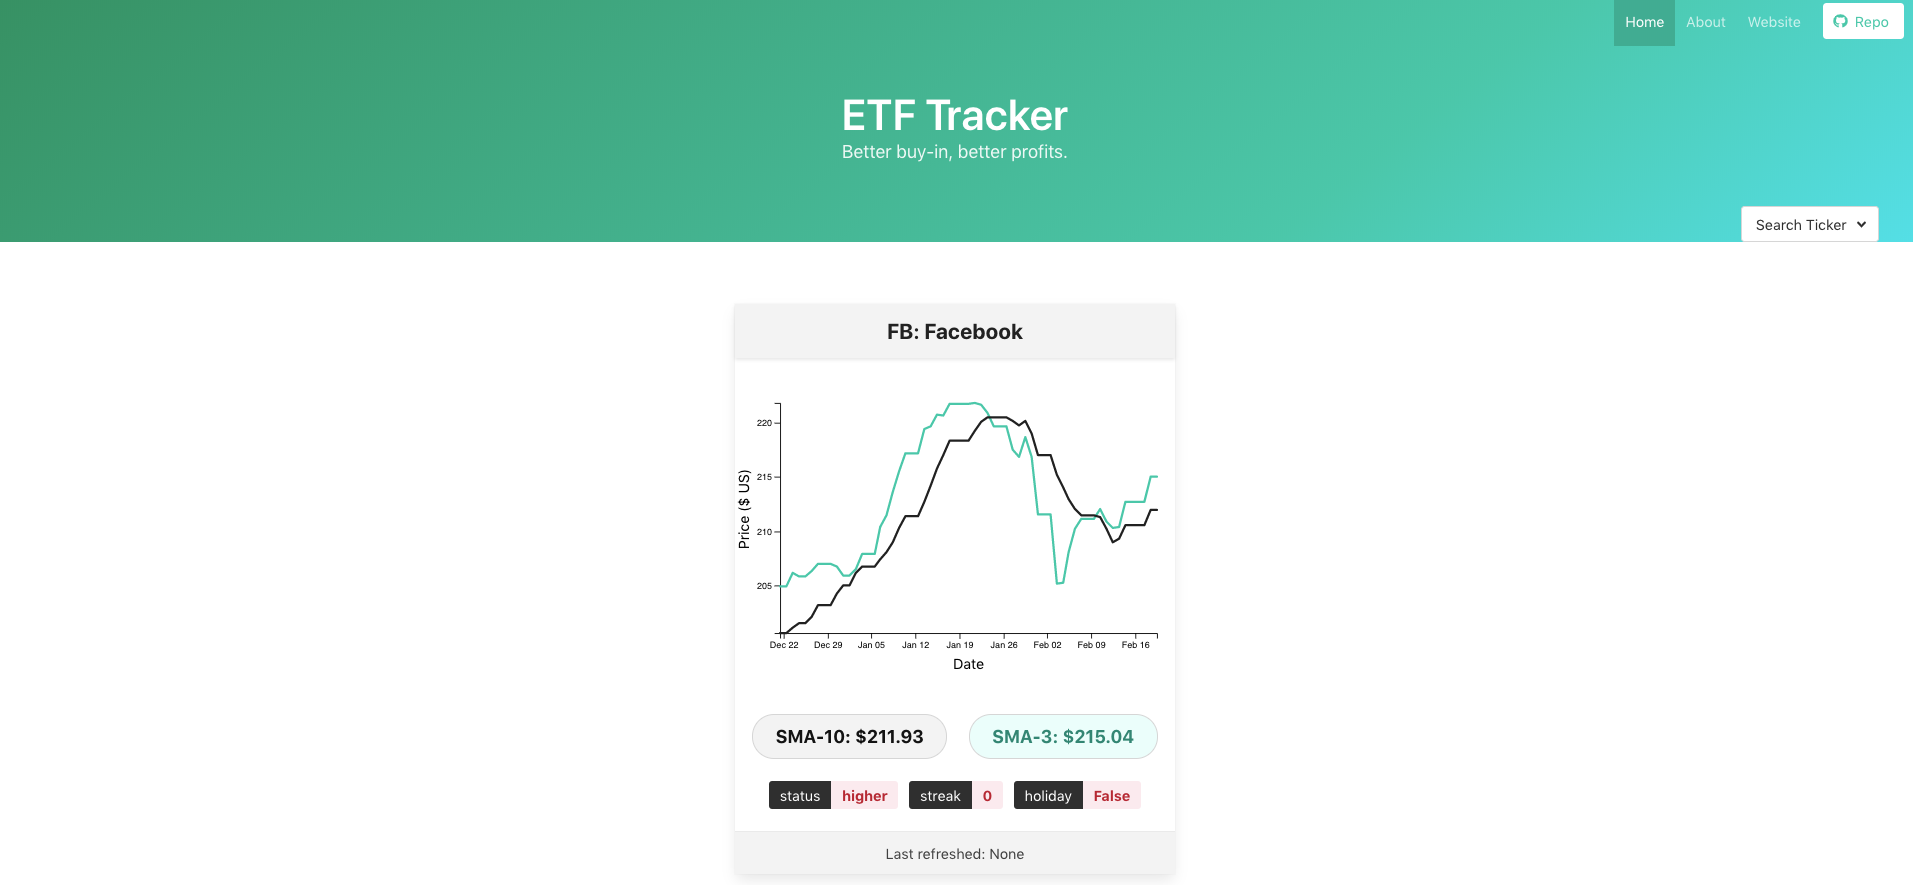 Home About Website Repo
ETF Tracker
Better buy-in, better profits.
Search Ticker
FB: Facebook
Price ($ US)
220
215
210
205
Dec 22 Dec 29 Jan 05 Jan 12 Jan 19 Jan 26 Feb 02 Feb 09 Feb 16
Date
SMA-10: $211.93 SMA-3: $215.04
status higher streak 0 holiday False
Last refreshed: None